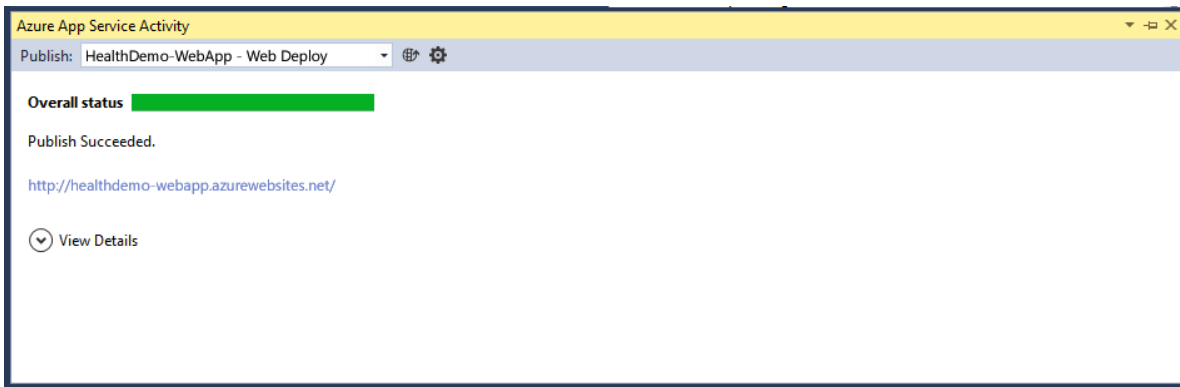 Azure App Service Activity
Publish: HealthDemo-WebApp - Web Deploy
Overall status
Publish Succeeded.
http://healthdemo-webapp.azurewebsites.net/
View Details